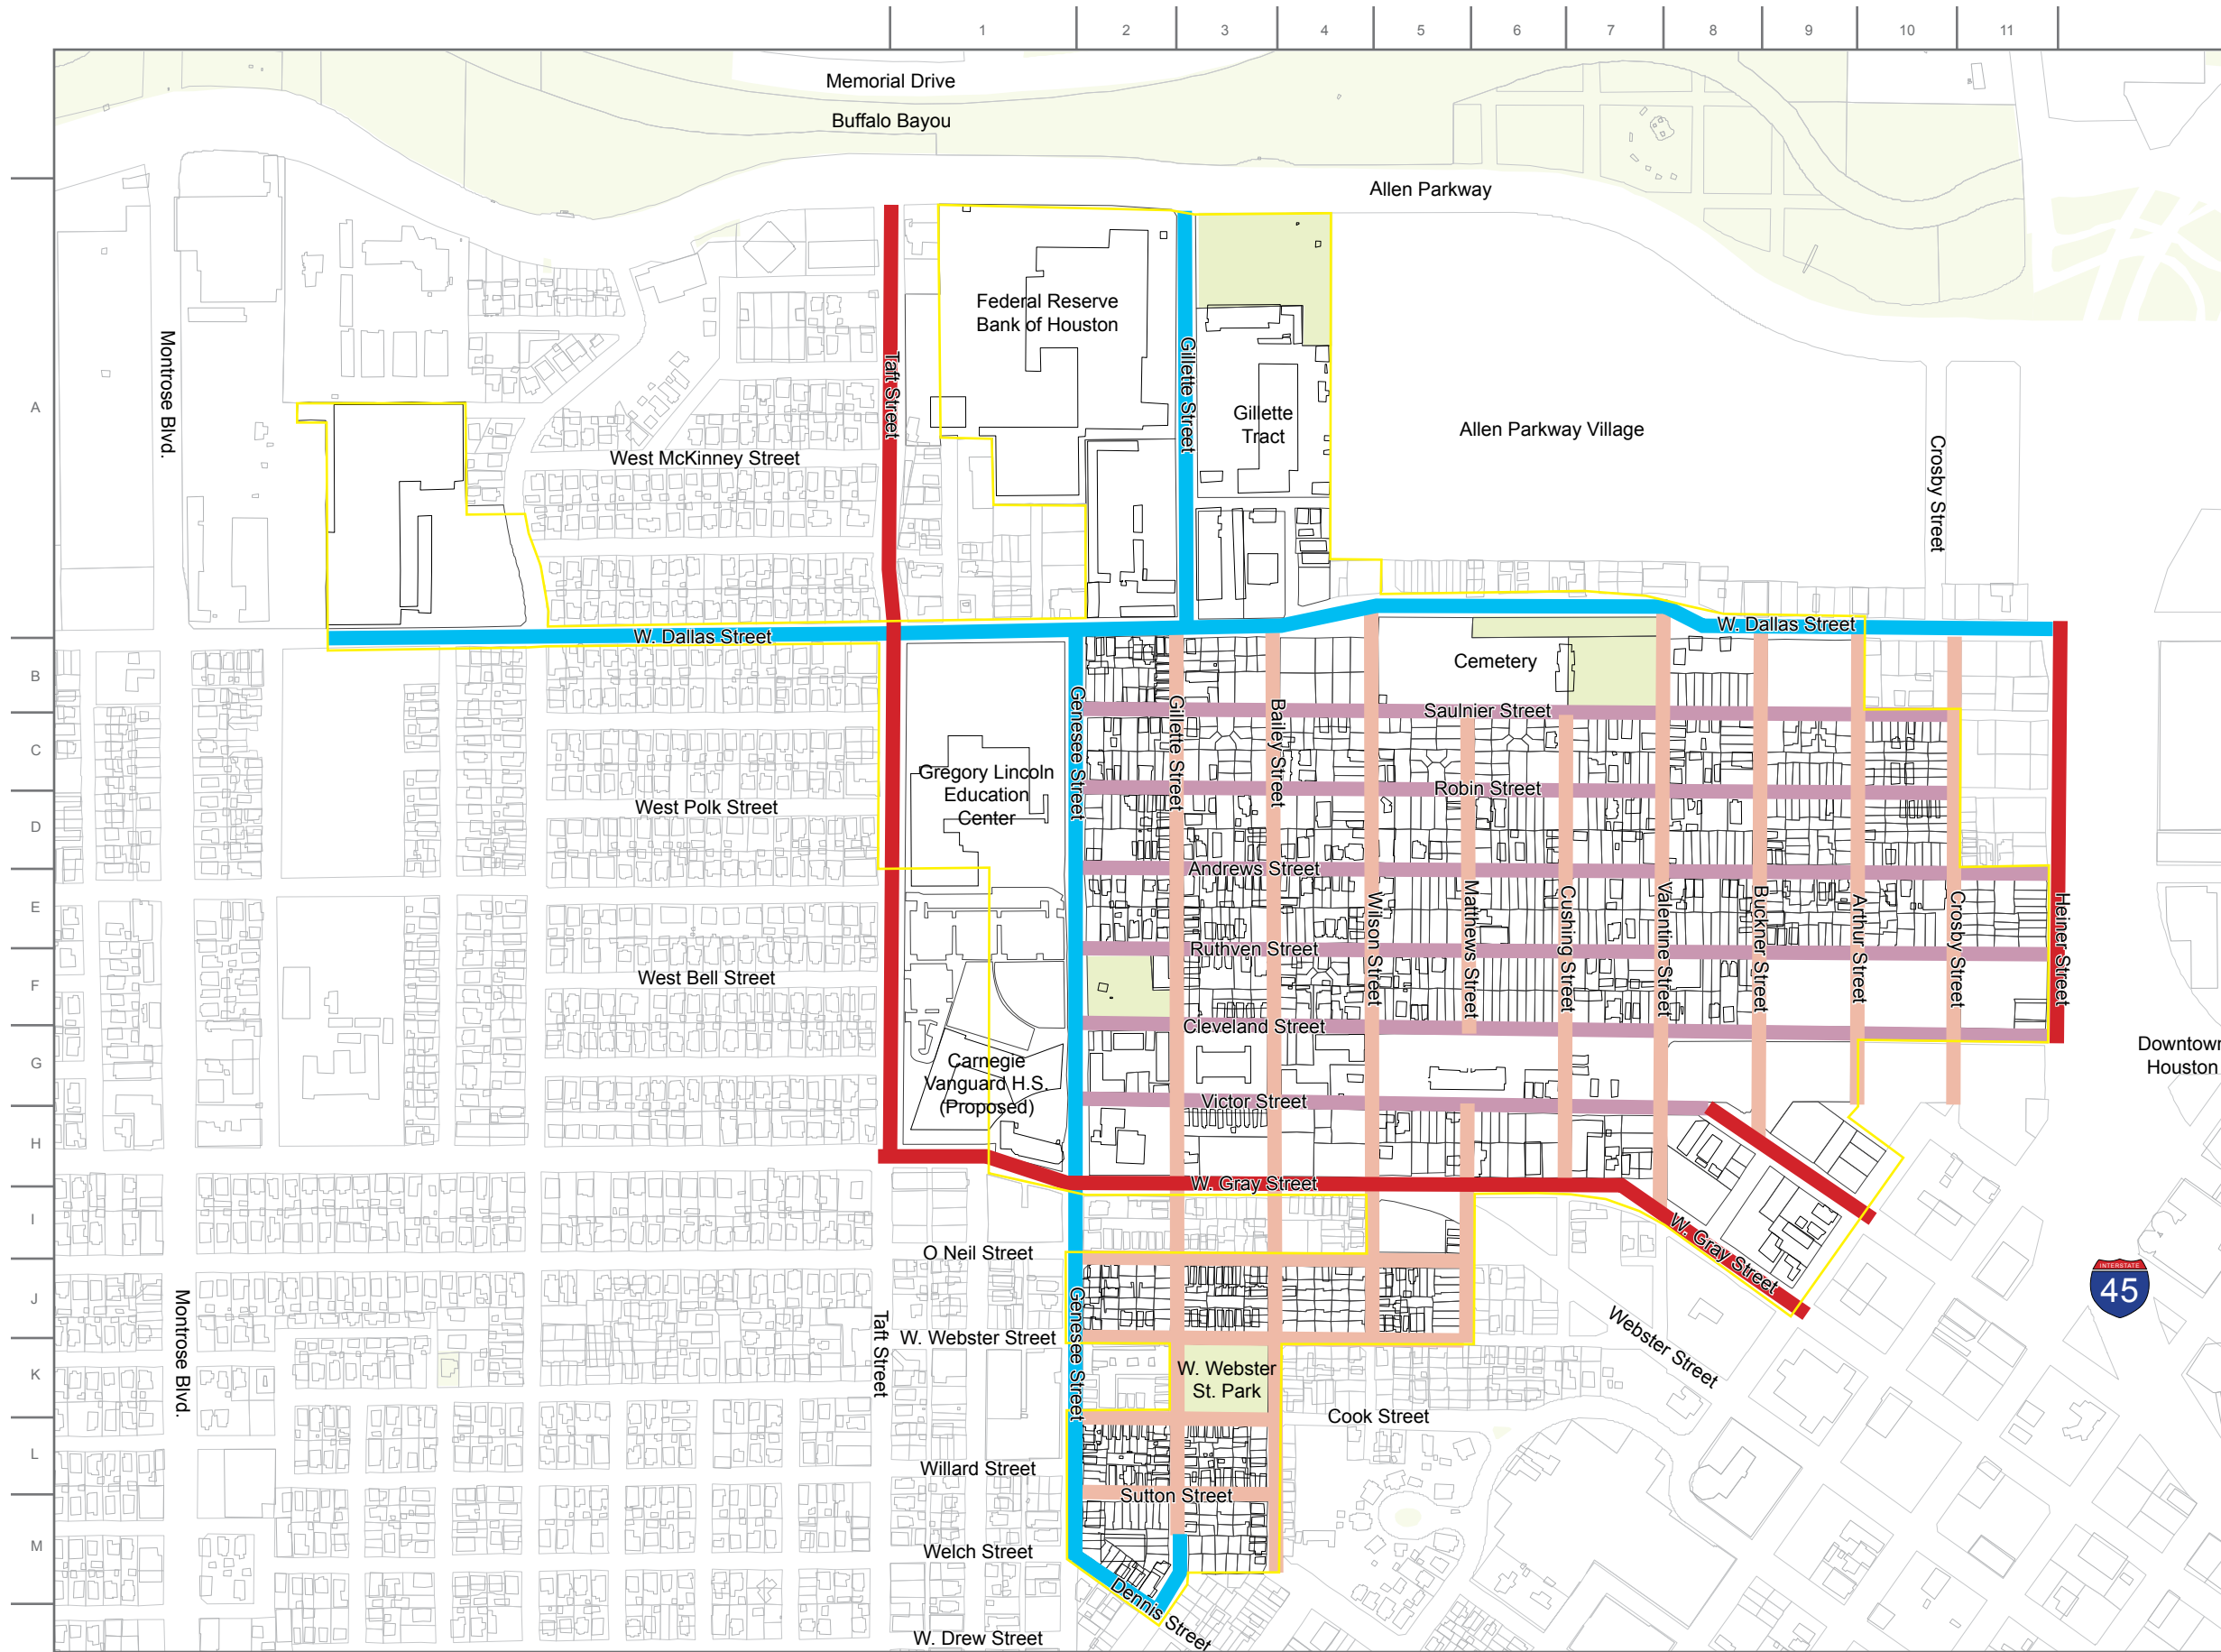 1 2 3 4 5 6 7 8 9 10 11
Memorial Drive
Buffalo Bayou
Allen Parkway
Federal Reserve
Bank of Houston
Montrose Blvd.
Taft Street
Gillette Street
A
Gillette
Tract
Allen Parkway Village
Crosby Street
West McKinney Street
W. Dallas Street
W. Dallas Street
B
Cemetery
Genesee Street
Gillette Street
Bailey Street
Saulnier Street
C
Gregory Lincoln
Education
Center
Robin Street
West Polk Street
D
Andrews Street
E
Wilson Street
Matthews Street
Cushing Street
Valentine Street
Buckner Street
Arthur Street
Crosby Street
Heiner Street
Ruthven Street
West Bell Street
F
Cleveland Street
G
Carnegie
Vanguard H.S.
(Proposed)
Downtown
Houston
Victor Street
H
W. Gray Street
I
W. Gray Street
O Neil Street
INTERSTATE
45
J
Montrose Blvd.
Taft Street
Genesee Street
W. Webster Street
Webster Street
K
W. Webster
St. Park
Cook Street
L
Willard Street
Sutton Street
M
Welch Street
Dennis Street
W. Drew Street